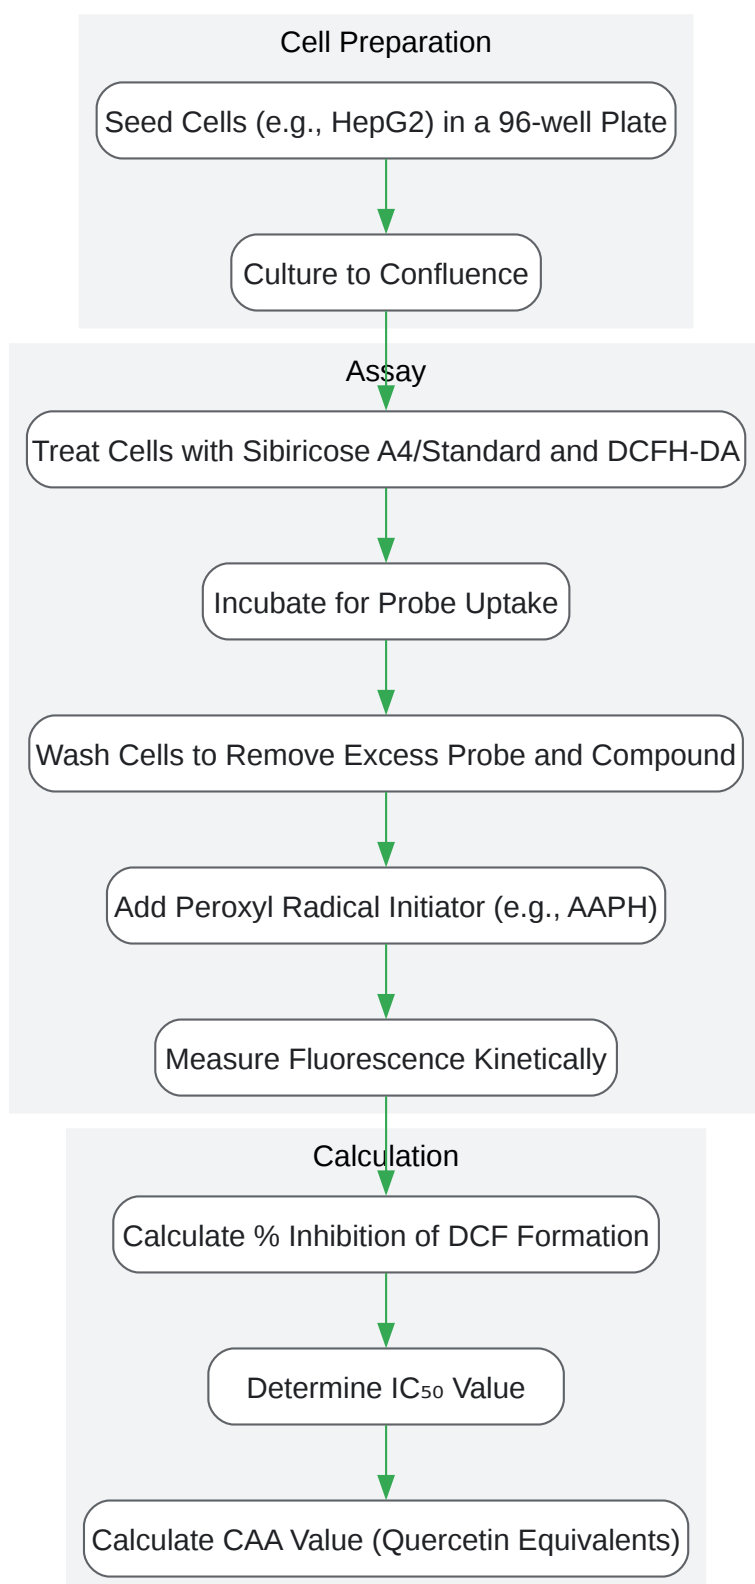 Cell Preparation
Seed Cells (e.g., HepG2) in a 96-well Plate
Culture to Confluence
Assay
Treat Cells with Sibiricose A4/Standard and DCFH-DA
Incubate for Probe Uptake
Wash Cells to Remove Excess Probe and Compound
Add Peroxyl Radical Initiator (e.g., AAPH)
Measure Fluorescence Kinetically
Calculation
Calculate % Inhibition of DCF Formation
Determine IC₅₀ Value
Calculate CAA Value (Quercetin Equivalents)